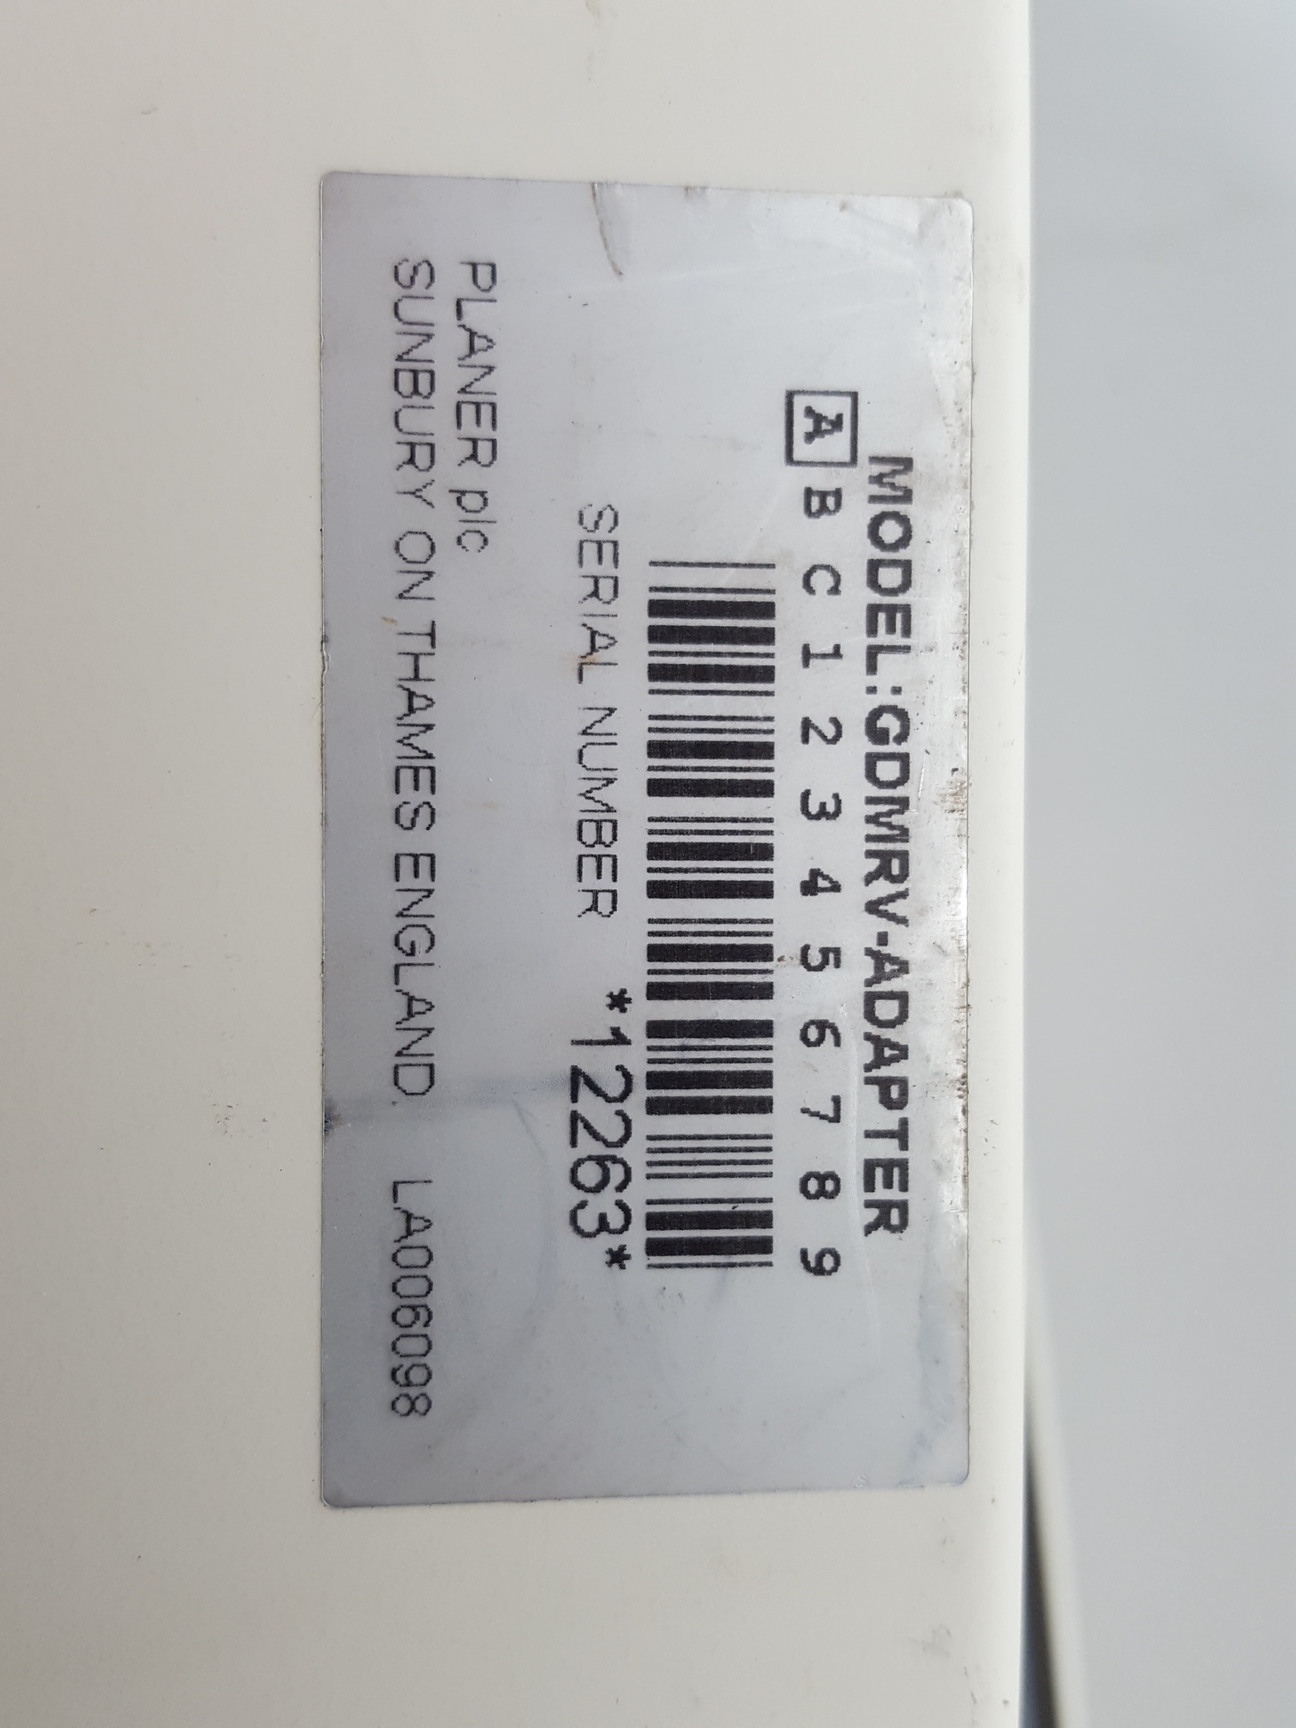 MODEL:GDMRV-ADAPTER
A B C 1 2 3 4 5 6 7 8 9
SERIAL NUMBER *12263*
PLANER plc
SUNBURY ON THAMES ENGLAND. LA006098